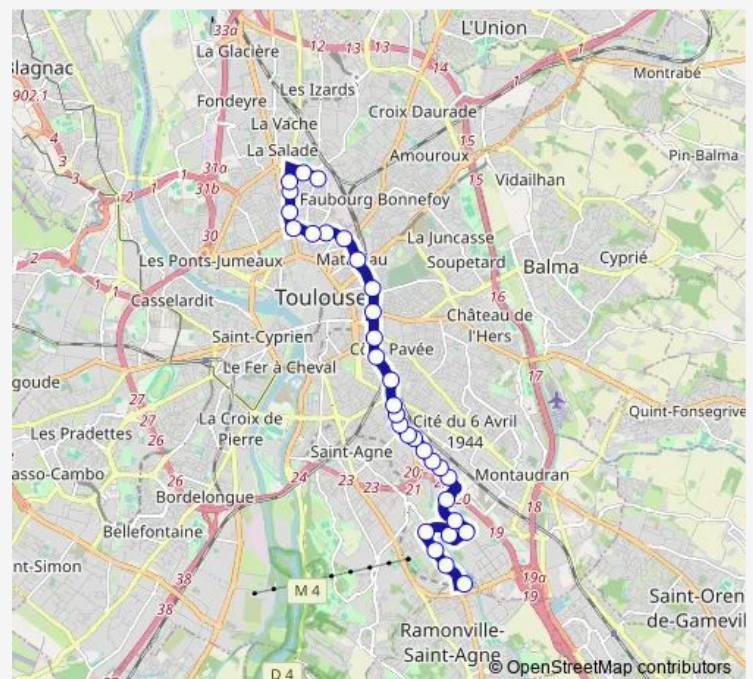 33a
L'Union
La Glacière
12
13
13
14
1
Blagnac
Les Izards
Montrabé
902.1
Fondeyre
Croix Daurade
La Vache
15
4
La Salade
Amouroux
Pin-Balma
3
31a
15
Vidailhan
3
1
1
31b
2
Faubourg Bonnefoy
30
La Juncasse
2
Les Ponts-Jumeaux
Soupetard
Balma
Cyprié
1
1
16
Casselardit
Toulouse
Château de
l'Hers
Saint-Cyprien
Pavée
Le Fer à Cheval
goude
17
27
La Croix de
Pierre
Cité du 6 Avril
1944
Quint-Fonsegrive
Les Pradettes
27
26
Saint-Agne
asso-Cambo
20
Montaudran
24
23
23
21
26
Bordelongue
18
Bellefontaine
19
nt-Simon
38
19a
19
M 4
38
Saint-Oren
de-Gamevil
Ramonville-
Saint-Agne
D 4
© OpenStreetMap contributors